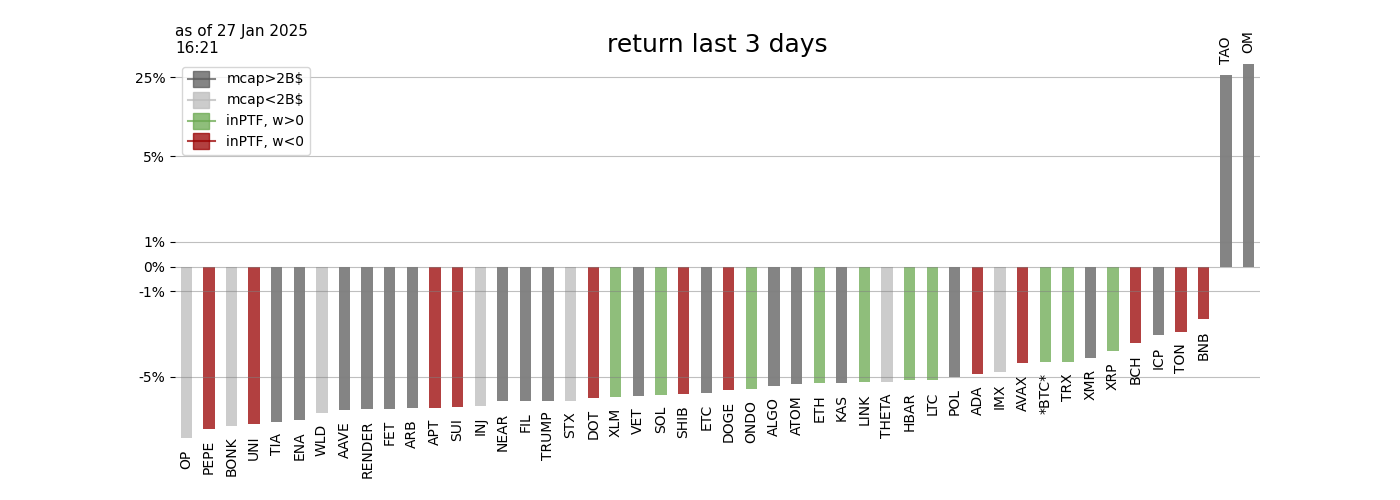 as of 27 Jan 2025
16:21
return last 3 days
TAO
OM
mcap>2B$
mcap<2B$
inPTF, w>0
inPTF, w<0
25%
5%
1%
0%
-1%
-5%
OP
PEPE
BONK
UNI
TIA
ENA
WLD
AAVE
RENDER
FET
ARB
APT
SUI
INJ
NEAR
FIL
TRUMP
STX
DOT
XLM
VET
SOL
SHIB
ETC
DOGE
ONDO
ALGO
ATOM
ETH
KAS
LINK
THETA
HBAR
LTC
POL
ADA
IMX
AVAX
*BTC*
TRX
XMR
XRP
BCH
ICP
TON
BNB